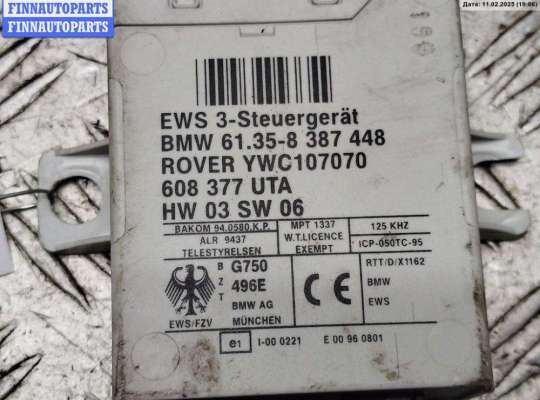 FINNAUTOPARTS
FINNAUTOPARTS
FINNAUTOPARTS
Дата: 11.02.2025 (19:06)
EWS 3-Steuergerät
BMW 61.35-8 387 448
ROVER YWC107070
608 377 UTA
HW 03 SW 06
BAKOM 94.0580.K.P.
MPT 1337
125 KHZ
ALR 9437
W.T.LICENCE
ICP-050TC-95
TELESTYRELSEN
EXEMPT
B Z T
G750
496E
BMW AG
MÜNCHEN
EWS/FZV
CE
RTT/D/X1162
BMW
EWS
e1
I-00 0221
E 00 96 0801